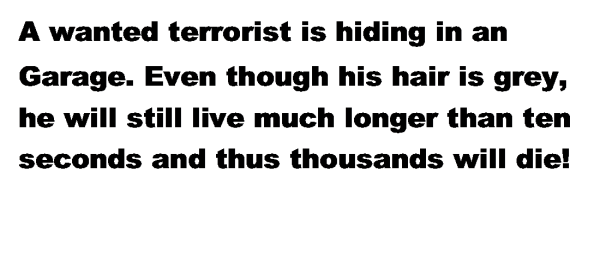 A wanted terrorist is hiding in an
Garage. Even though his hair is grey,
he will still live much longer than ten
seconds and thus thousands will die!